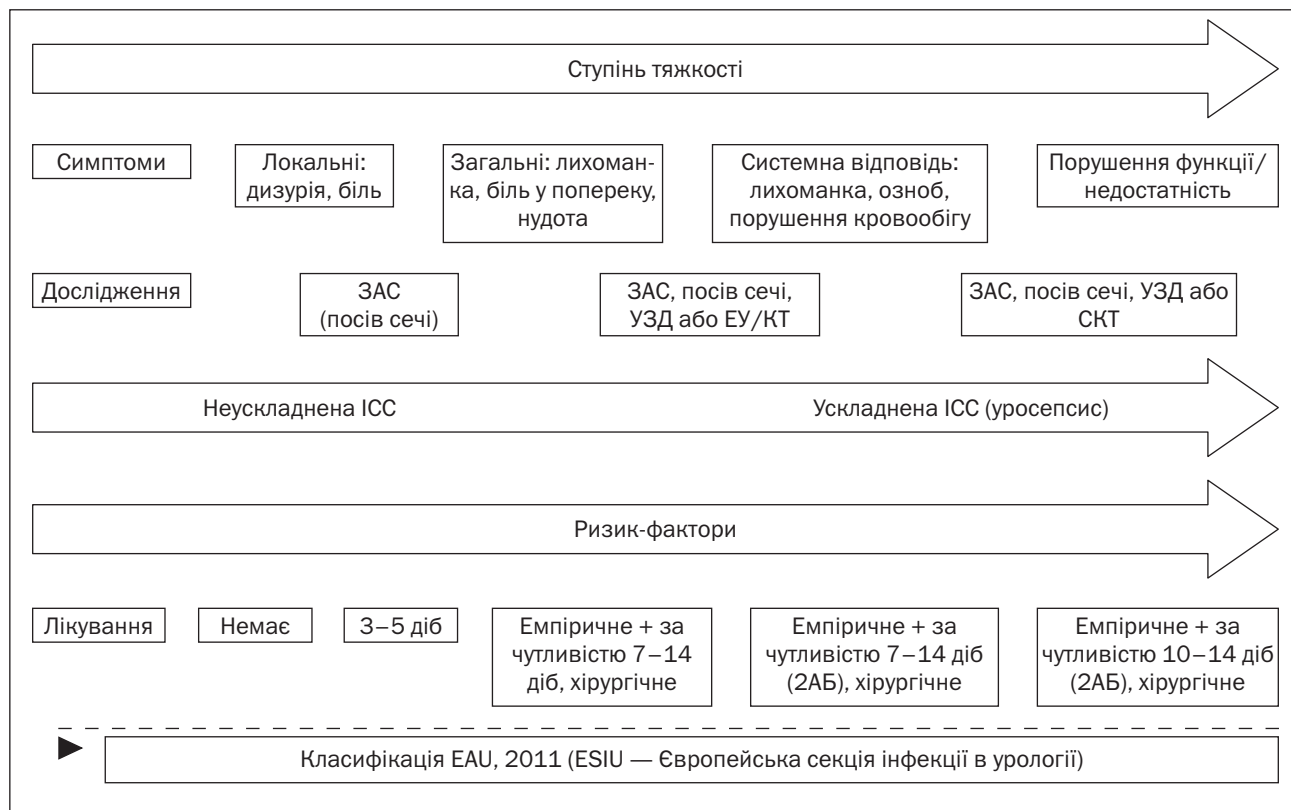 Ступінь тяжкості
Симптоми
Локальні:
дизурія, біль
Загальні: лихоман-
ка, біль у попереку,
нудота
Системна відповідь:
лихоманка, озноб,
порушення кровообігу
Порушення функції/
недостатність
Дослідження
ЗАС
(посів сечі)
ЗАС, посів сечі,
УЗД або ЕУ/КТ
ЗАС, посів сечі, УЗД або
СКТ
Неускладнена ІСС
Ускладнена ІСС (уросепсис)
Ризик-фактори
Лікування
Немає
3–5 діб
Емпіричне + за
чутливістю 7–14
діб, хірургічне
Емпіричне + за
чутливістю 7–14 діб
(2АБ), хірургічне
Емпіричне + за
чутливістю 10–14 діб
(2АБ), хірургічне
Класифікація EAU, 2011 (ESIU — Європейська секція інфекції в урології)